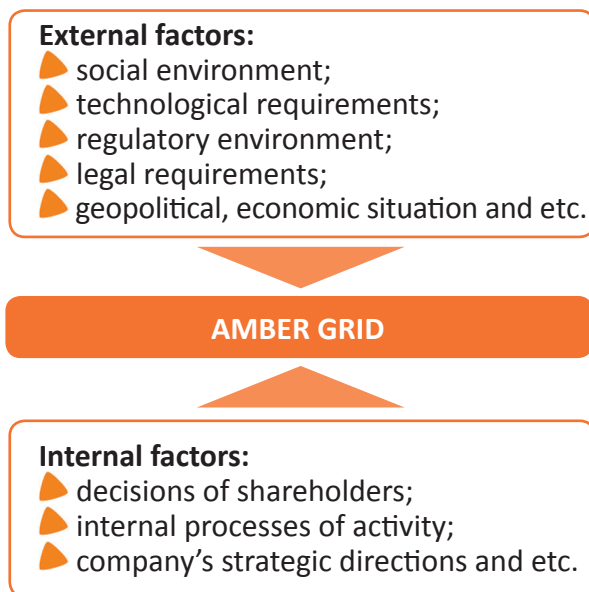 External factors:
social environment;
technological requirements;
regulatory environment;
legal requirements;
geopolitical, economic situation and etc.
AMBER GRID
Internal factors:
decisions of shareholders;
internal processes of activity;
company’s strategic directions and etc.